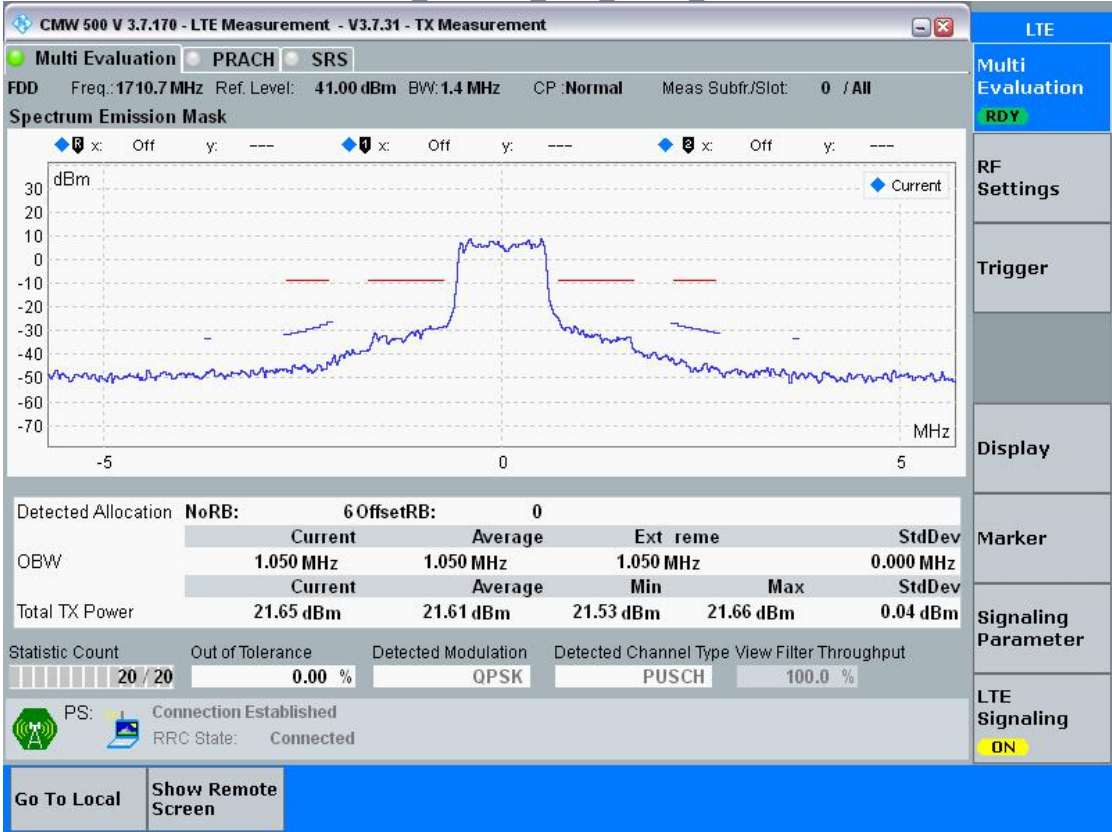 CMW 500 V 3.7.170 - LTE Measurement - V3.7.31 - TX Measurement
LTE
Multi Evaluation PRACH SRS
Multi Evaluation
RDY
FDD Freq.:1710.7 MHz Ref. Level: 41.00 dBm BW:1.4 MHz CP :Normal Meas Subfr./Slot: 0 / All
Spectrum Emission Mask
R x: Off y: --- 1 x: Off y: --- 2 x: Off y: ---
dBm
Current
30
20
10
0
-10
-20
-30
-40
-50
-60
-70
MHz
-5 0 5
RF Settings
Trigger
Display
Marker
Signaling Parameter
LTE Signaling
ON
Detected Allocation NoRB: 6 OffsetRB: 0
Current Average Ext reme StdDev
OBW 1.050 MHz 1.050 MHz 1.050 MHz 0.000 MHz
Current Average Min Max StdDev
Total TX Power 21.65 dBm 21.61 dBm 21.53 dBm 21.66 dBm 0.04 dBm
Statistic Count Out of Tolerance Detected Modulation Detected Channel Type View Filter Throughput
20 / 20 0.00 % QPSK PUSCH 100.0 %
PS: Connection Established
RRC State: Connected
Go To Local
Show Remote Screen